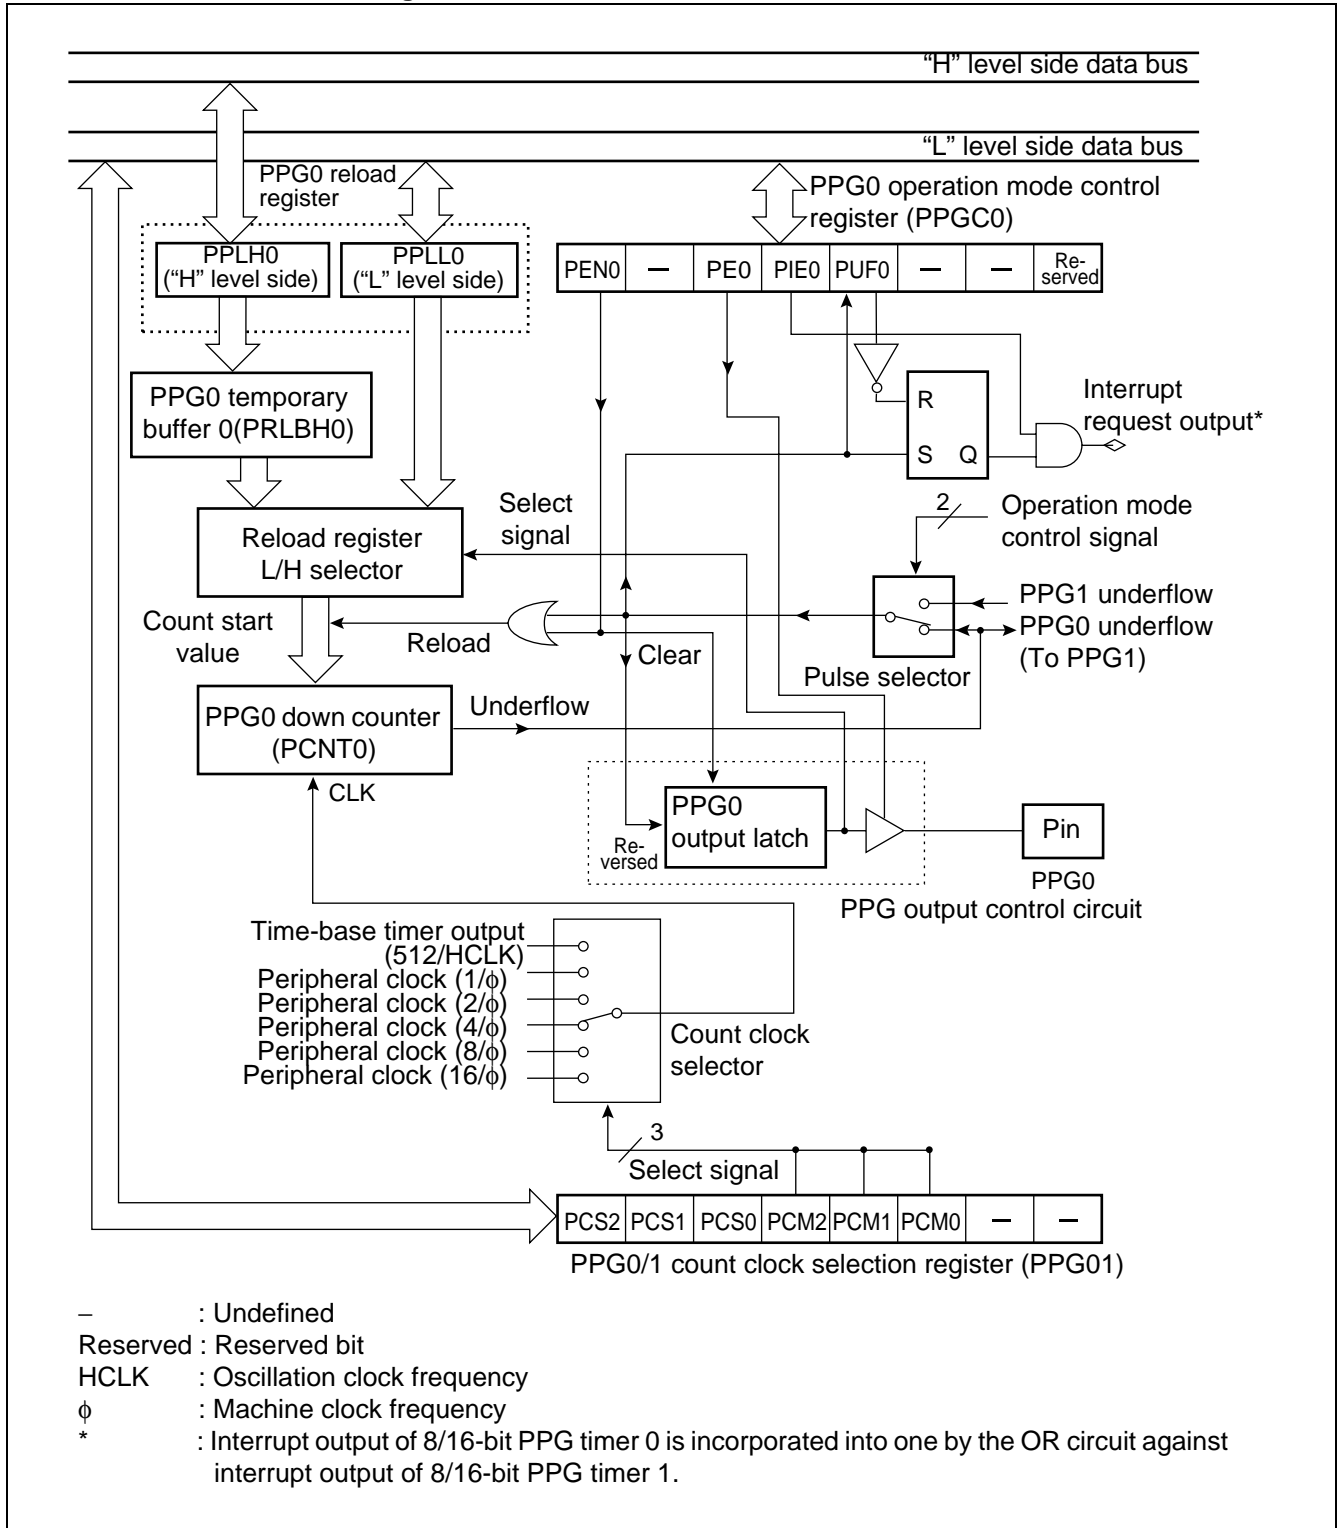 “H” level side data bus
“L” level side data bus
PPG0 reload
register
PPG0 operation mode control
register (PPGC0)
PPLH0
(“H” level side)
PPLL0
(“L” level side)
PEN0 — PE0 PIE0 PUF0 — — Re-
served
PPG0 temporary
buffer 0(PRLBH0)
R
S Q
Interrupt
request output*
Select
signal
2
Operation mode
control signal
Reload register
L/H selector
PPG1 underflow
PPG0 underflow
(To PPG1)
Count start
value
Reload
Clear
Pulse selector
PPG0 down counter
(PCNT0)
Underflow
CLK
PPG0
output latch
Re-
versed
Pin
PPG0
PPG output control circuit
Time-base timer output
(512/HCLK)
Peripheral clock (1/ϕ)
Peripheral clock (2/ϕ)
Peripheral clock (4/ϕ)
Peripheral clock (8/ϕ)
Peripheral clock (16/ϕ)
Count clock
selector
3
Select signal
PCS2 PCS1 PCS0 PCM2 PCM1 PCM0 — —
PPG0/1 count clock selection register (PPG01)
– : Undefined
Reserved : Reserved bit
HCLK : Oscillation clock frequency
ϕ : Machine clock frequency
* : Interrupt output of 8/16-bit PPG timer 0 is incorporated into one by the OR circuit against
interrupt output of 8/16-bit PPG timer 1.